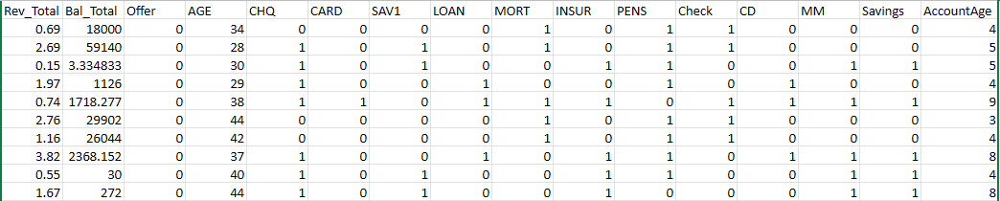 Rev_Total Bal_Total Offer AGE CHQ CARD SAV1 LOAN MORT INSUR PENS Check CD MM Savings AccountAge
0.69 18000 0 34 0 0 0 0 1 0 1 1 0 0 0 4
2.69 59140 0 28 1 0 1 0 1 0 1 0 0 0 0 5
0.15 3.334833 0 30 1 0 1 0 0 1 1 0 0 1 1 5
1.97 1126 0 29 1 0 0 1 0 0 1 0 1 0 0 4
0.74 1718.277 0 38 1 1 0 1 1 1 0 1 1 1 1 9
2.76 29902 0 44 0 0 0 0 1 0 1 1 0 0 0 3
1.16 26044 0 42 0 0 0 0 1 0 1 1 0 0 0 4
3.82 2368.152 0 37 1 0 0 1 0 1 1 0 1 1 1 8
0.55 30 0 40 1 0 1 0 0 1 1 0 0 1 1 4
1.67 272 0 44 1 0 1 0 0 1 0 0 0 1 1 8